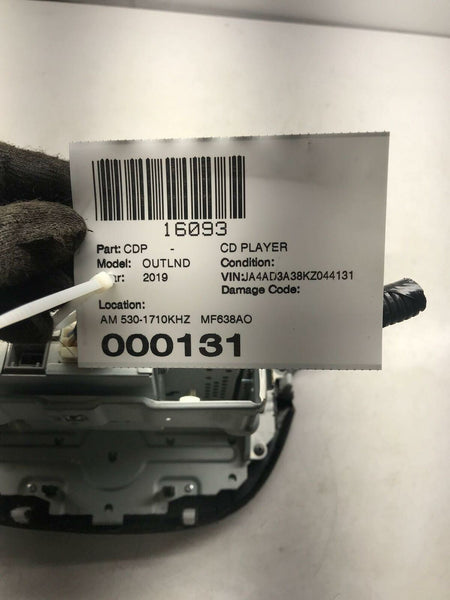 16093
Part: CDP - CD PLAYER
Model: OUTLND Condition:
ar: 2019 VIN:JA4AD3A38KZ044131
Damage Code:
Location:
AM 530-1710KHZ MF638AO
000131